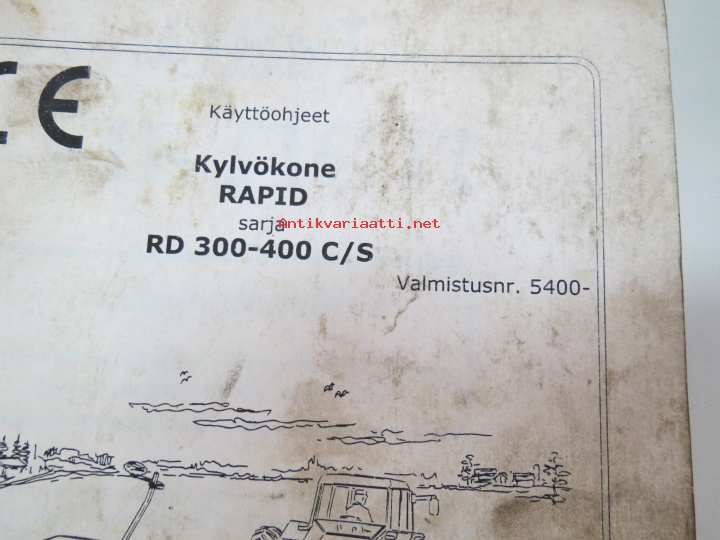 CE
Käyttöohjeet
Kylvökone
RAPID
sarja
antikvariaatti.net
RD 300-400 C/S
Valmistusnr. 5400-